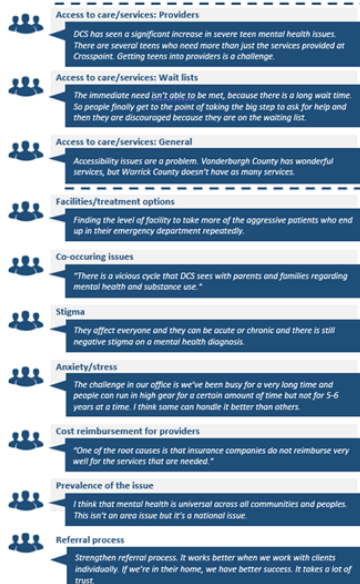 Access to care/services: Providers
DCS has seen a significant increase in severe teen mental health issues.
There are several teens who need more than just the services provided at
Crosspoint. Getting teens into providers is a challenge.
Access to care/services: Wait lists
The immediate need isn't able to be met, because there is a long wait time.
So people finally get to the point of taking the big step to ask for help and
then they are discouraged because they are on the waiting list.
Access to care/services: General
Accessibility issues are a problem. Vanderburgh County has wonderful
services, but Warrick County doesn't have as many services.
Facilities/treatment options
Finding the level of facility to take more of the aggressive patients who end
up in their emergency department repeatedly.
Co-occuring issues
"There is a vicious cycle that DCS sees with parents and families regarding
mental health and substance use."
Stigma
They affect everyone and they can be acute or chronic and there is still
negative stigma on a mental health diagnosis.
Anxiety/stress
The challenge in our office is we've been busy for a very long time and
people can run in high gear for a certain amount of time but not for 5-6
years at a time. I think some can handle it better than others.
Cost reimbursement for providers
"One of the root causes is that insurance companies do not reimburse very
well for the services that are needed."
Prevalence of the issue
I think that mental health is universal across all communities and peoples.
This isn't an area issue but it's a national issue.
Referral process
Strengthen referral process. It works better when we work with clients
individually. If we're in their home, we have better success. It takes a lot of
trust.